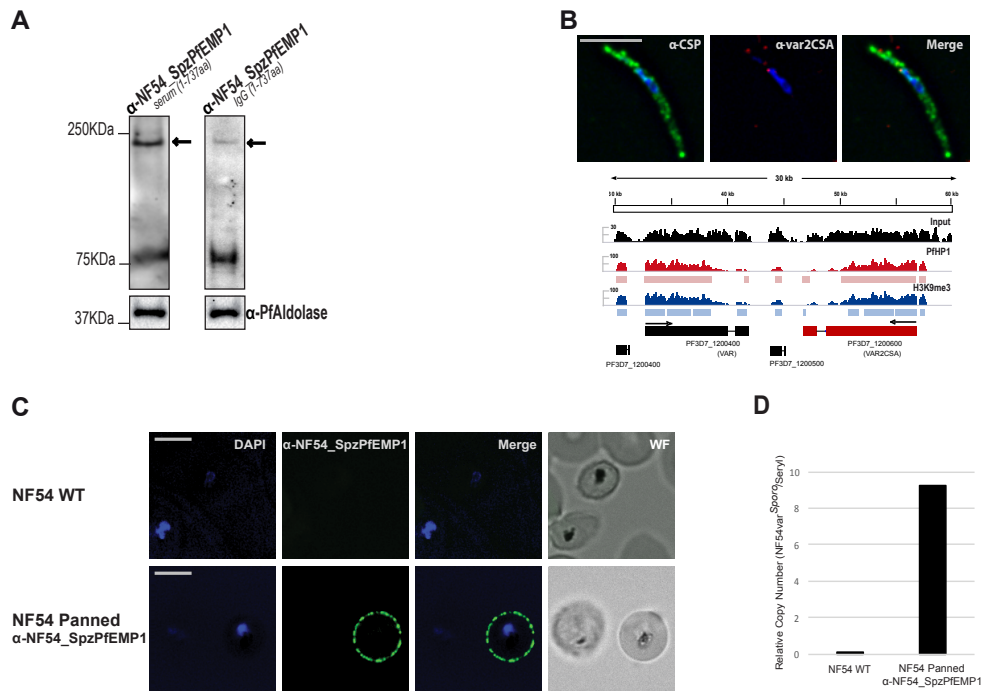 A
α-NF54_SpzPfEMP1
serum (1-737aa)
α-NF54_SpzPfEMP1
IgG (1-737aa)
250KDa
75KDa
37KDa
α-PfAldolase
B
α-CSP
α-var2CSA
Merge
30 kb
10 kb
40 kb
50 kb
60 kb
Input
30
PfHP1
100
H3K9me3
100
PF3D7_1200400
(VAR)
PF3D7_1200600
(VAR2CSA)
PF3D7_1200400
PF3D7_1200500
C
DAPI
α-NF54_SpzPfEMP1
Merge
WF
NF54 WT
NF54 Panned
α-NF54_SpzPfEMP1
D
Relative Copy Number (NF54varSporo/Seryl)
10
8
6
4
2
0
NF54 WT
NF54 Panned
α-NF54_SpzPfEMP1